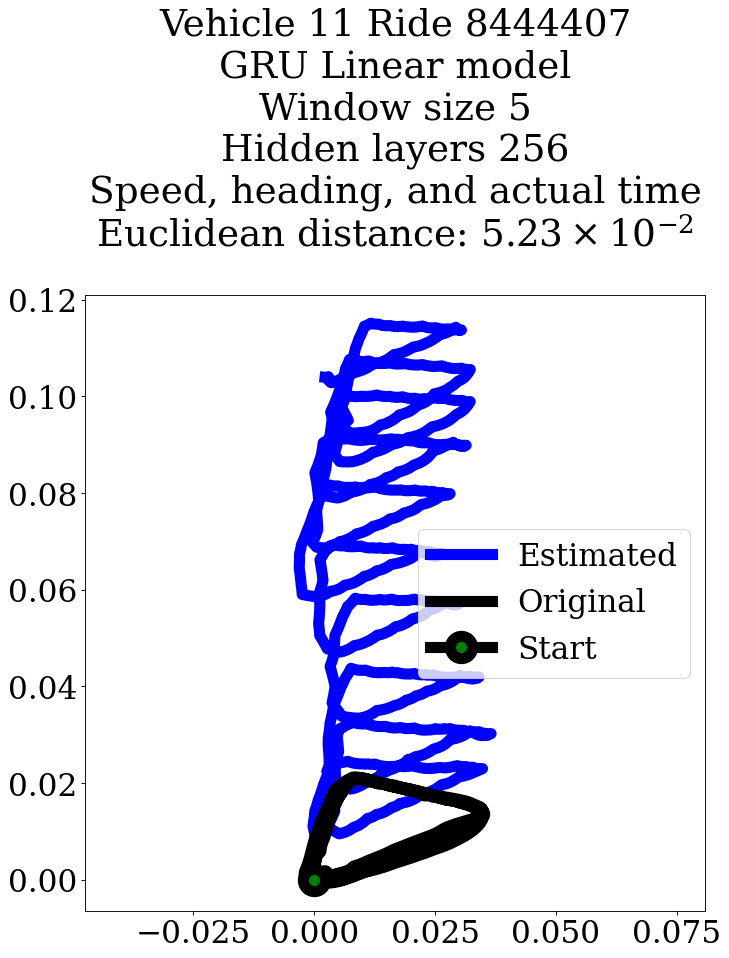 Vehicle 11 Ride 8444407
GRU Linear model
Window size 5
Hidden layers 256
Speed, heading, and actual time
Euclidean distance: 5.23 × 10⁻²
0.12
0.10
0.08
0.06
0.04
0.02
0.00
Estimated
Original
Start
−0.025 0.000 0.025 0.050 0.075